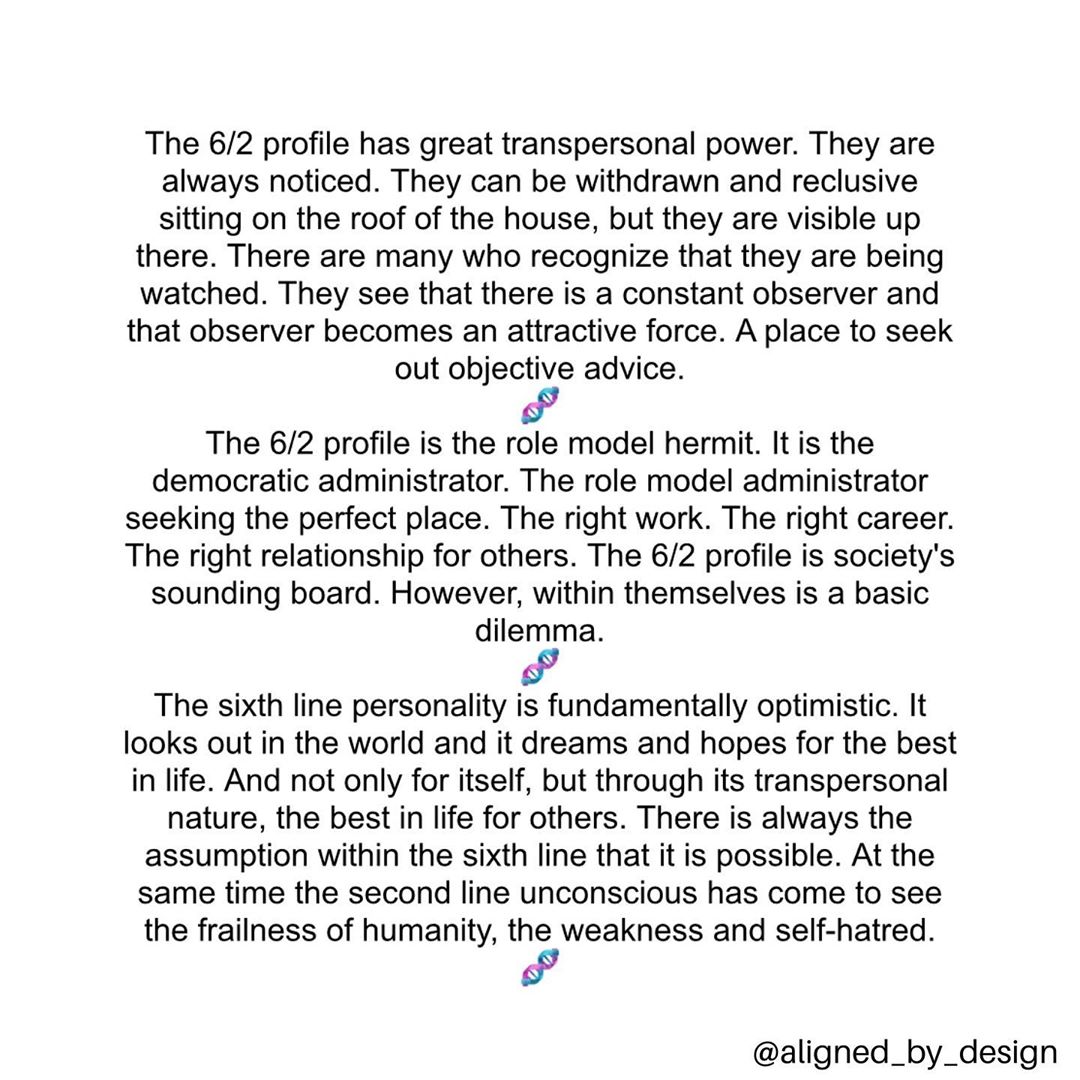 The 6/2 profile has great transpersonal power. They are
always noticed. They can be withdrawn and reclusive
sitting on the roof of the house, but they are visible up
there. There are many who recognize that they are being
watched. They see that there is a constant observer and
that observer becomes an attractive force. A place to seek
out objective advice.
🧬
The 6/2 profile is the role model hermit. It is the
democratic administrator. The role model administrator
seeking the perfect place. The right work. The right career.
The right relationship for others. The 6/2 profile is society's
sounding board. However, within themselves is a basic
dilemma.
🧬
The sixth line personality is fundamentally optimistic. It
looks out in the world and it dreams and hopes for the best
in life. And not only for itself, but through its transpersonal
nature, the best in life for others. There is always the
assumption within the sixth line that it is possible. At the
same time the second line unconscious has come to see
the frailness of humanity, the weakness and self-hatred.
🧬
@aligned_by_design